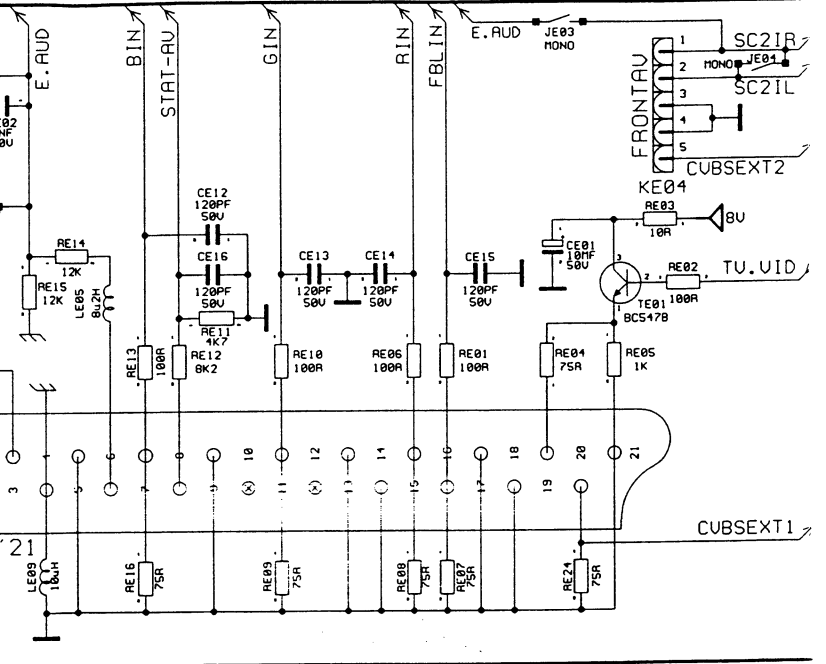 E.AUD
BIN
STAT-AV
GIN
RIN
FBLIN
E.AUD
JE03
MONO
1
SC2IR
MONO
JE04
2
SC2IL
3
4
5
FRONTAV
CVBSEXT2
KE04
CE12
120PF
50V
RE03
10R
8V
RE14
12K
CE16
120PF
50V
CE13
120PF
50V
CE14
120PF
50V
CE15
120PF
50V
CE01
10MF
50V
3
2
1
RE02
100R
TV.VID
TE01
BC547B
RE15
12K
LE05
8u2H
RE11
4K7
RE13
100R
RE12
8K2
RE10
100R
RE06
100R
RE01
100R
RE04
75R
RE05
1K
3
4
5
6
7
8
9
10
11
12
13
14
15
16
17
18
19
20
21
CVBSEXT1
21
LE09
10uH
RE16
75R
RE09
75R
RE08
75R
RE07
75R
RE24
75R